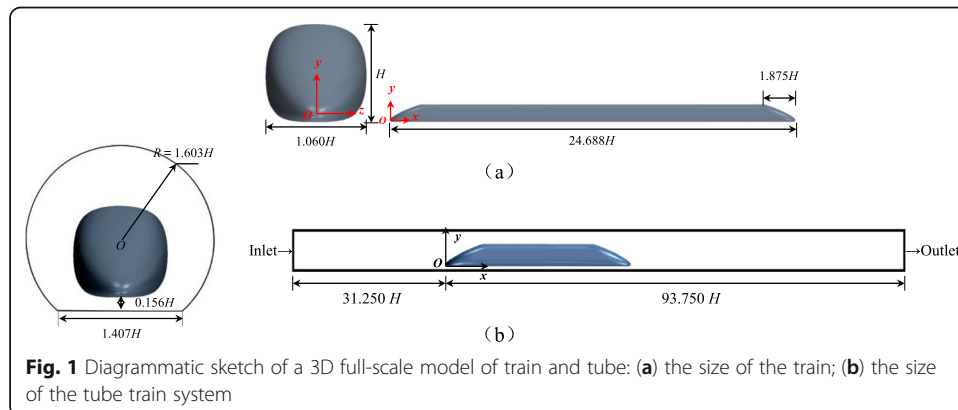 y
H
O
z
1.060H
1.875H
y
o
x
24.688H
(a)
R = 1.603H
O
0.156H
1.407H
Inlet
y
O
x
Outlet
31.250 H
93.750 H
(b)
Fig. 1 Diagrammatic sketch of a 3D full-scale model of train and tube: (a) the size of the train; (b) the size
of the tube train system